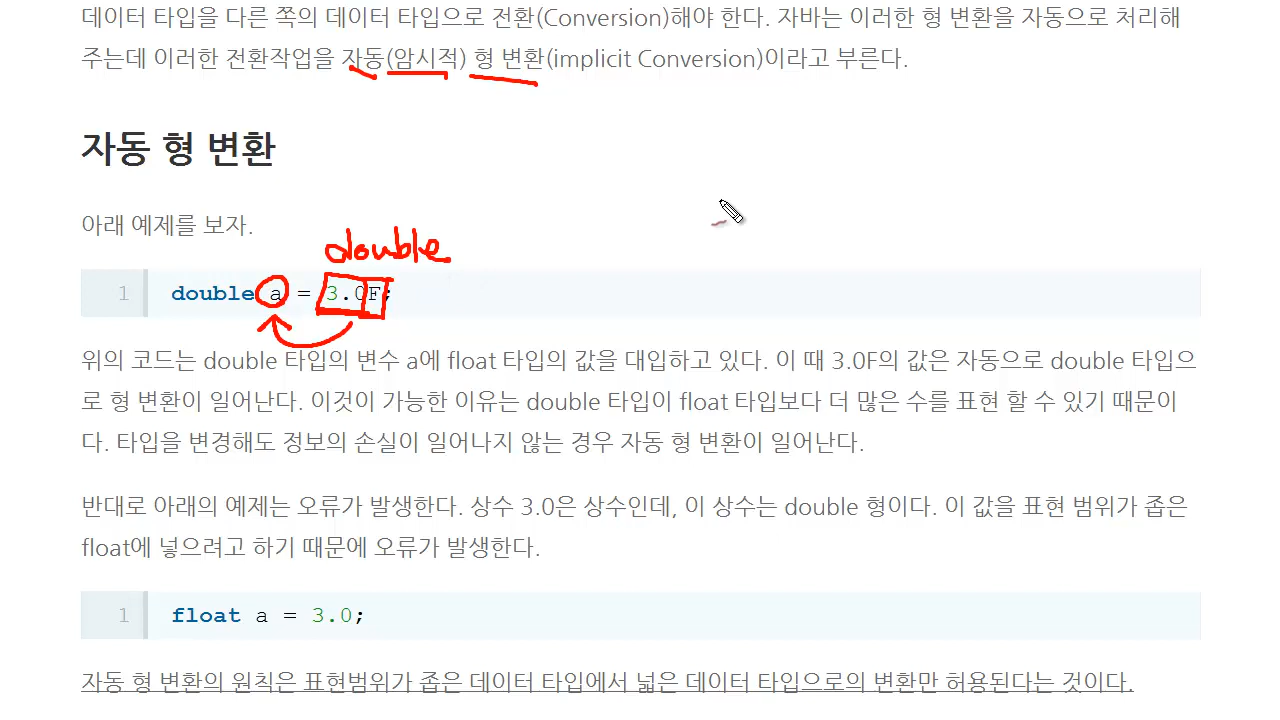 데이터 타입을 다른 쪽의 데이터 타입으로 전환(Conversion)해야 한다. 자바는 이러한 형 변환을 자동으로 처리해
주는데 이러한 전환작업을 자동(암시적) 형 변환(implicit Conversion)이라고 부른다.
자동 형 변환
아래 예제를 보자.
double
1 double a = 3.0F;
위의 코드는 double 타입의 변수 a에 float 타입의 값을 대입하고 있다. 이 때 3.0F의 값은 자동으로 double 타입으
로 형 변환이 일어난다. 이것이 가능한 이유는 double 타입이 float 타입보다 더 많은 수를 표현 할 수 있기 때문이
다. 타입을 변경해도 정보의 손실이 일어나지 않는 경우 자동 형 변환이 일어난다.
반대로 아래의 예제는 오류가 발생한다. 상수 3.0은 상수인데, 이 상수는 double 형이다. 이 값을 표현 범위가 좁은
float에 넣으려고 하기 때문에 오류가 발생한다.
1 float a = 3.0;
자동 형 변환의 원칙은 표현범위가 좁은 데이터 타입에서 넓은 데이터 타입으로의 변환만 허용된다는 것이다.